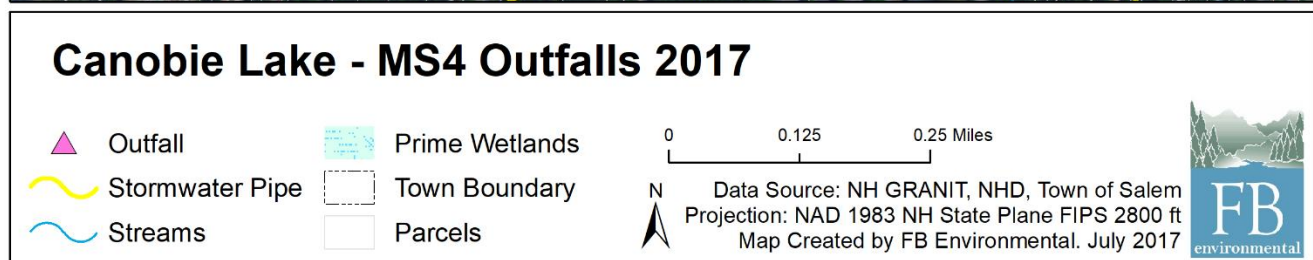 Canobie Lake - MS4 Outfalls 2017
Outfall
Stormwater Pipe
Streams
Prime Wetlands
Town Boundary
Parcels
0 0.125 0.25 Miles
N
Data Source: NH GRANIT, NHD, Town of Salem
Projection: NAD 1983 NH State Plane FIPS 2800 ft
Map Created by FB Environmental. July 2017
FB
environmental